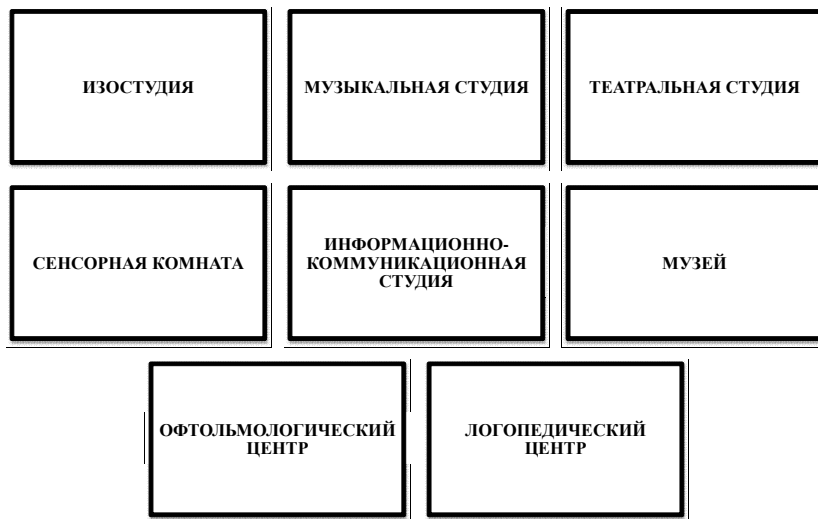 ИЗОСТУДИЯ
МУЗЫКАЛЬНАЯ СТУДИЯ
ТЕАТРАЛЬНАЯ СТУДИЯ
СЕНСОРНАЯ КОМНАТА
ИНФОРМАЦИОННО-
КОММУНИКАЦИОННАЯ
СТУДИЯ
МУЗЕЙ
ОФТОЛЬМОЛОГИЧЕСКИЙ
ЦЕНТР
ЛОГОПЕДИЧЕСКИЙ
ЦЕНТР